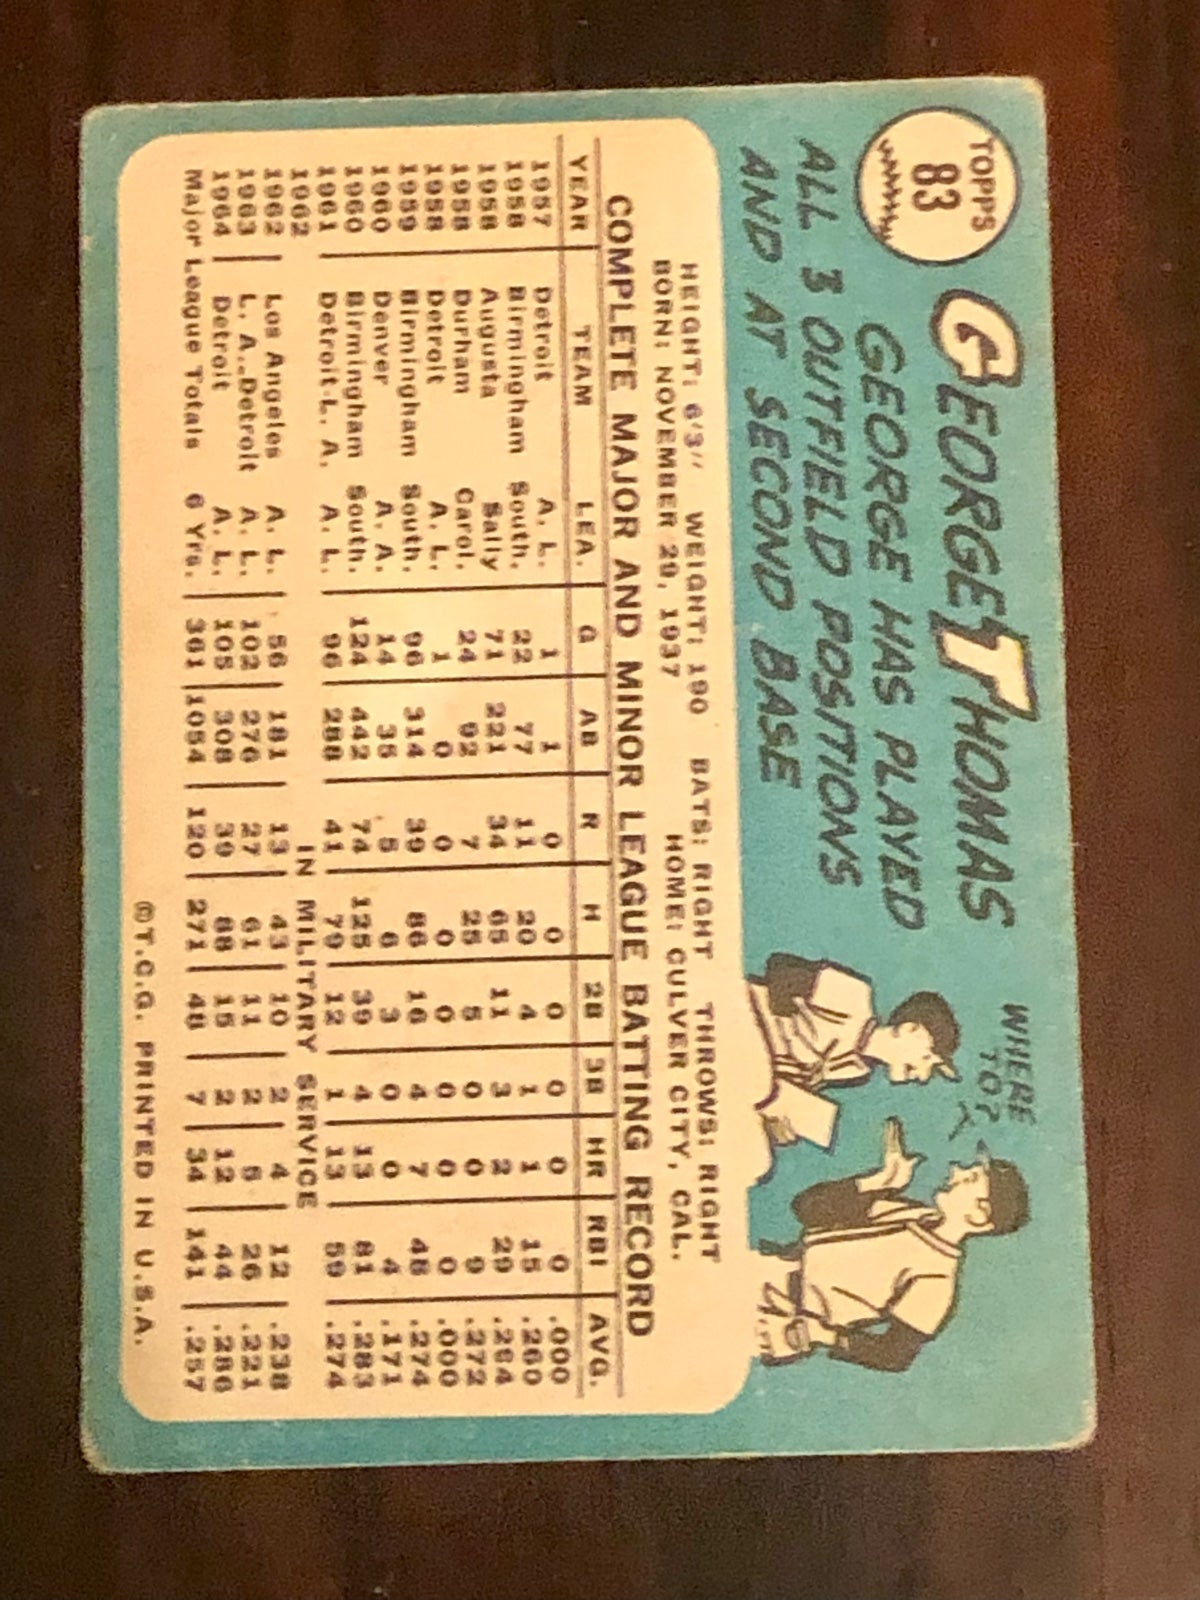 TOPPS
83
GEORGE THOMAS
GEORGE HAS PLAYED
ALL 3 OUTFIELD POSITIONS
AND AT SECOND BASE
WHERE
TO?
HEIGHT: 6'3" WEIGHT: 190 BATS: RIGHT THROWS: RIGHT
BORN: NOVEMBER 29, 1937 HOME: CULVER CITY, CAL.
COMPLETE MAJOR AND MINOR LEAGUE BATTING RECORD
YEAR TEAM LEA. G AB R H 2B 3B HR RBI AVG.
1957 Detroit A. L. 1 1 0 0 0 0 0 0 .000
1958 Birmingham South. 22 77 11 20 4 1 1 15 .260
1958 Augusta Sally 71 221 34 65 11 3 2 29 .294
1958 Durham Carol. 24 92 7 25 5 0 0 9 .272
1958 Detroit A. L. 1 0 0 0 0 0 0 0 .000
1959 Birmingham South. 96 314 39 86 16 4 7 48 .274
1960 Denver A. A. 14 35 5 6 3 0 0 4 .171
1960 Birmingham South. 124 442 74 125 39 4 13 81 .283
1961 Detroit-L. A. A. L. 96 288 41 79 12 1 13 59 .274
1962 IN MILITARY SERVICE
1962 Los Angeles A. L. 56 181 13 43 10 2 4 12 .238
1963 L. A.-Detroit A. L. 102 276 27 61 11 2 5 26 .221
1964 Detroit A. L. 105 308 39 88 15 2 12 44 .286
Major League Totals 6 Yrs. 361 1054 120 271 48 7 34 141 .257
©T.C.G. PRINTED IN U.S.A.